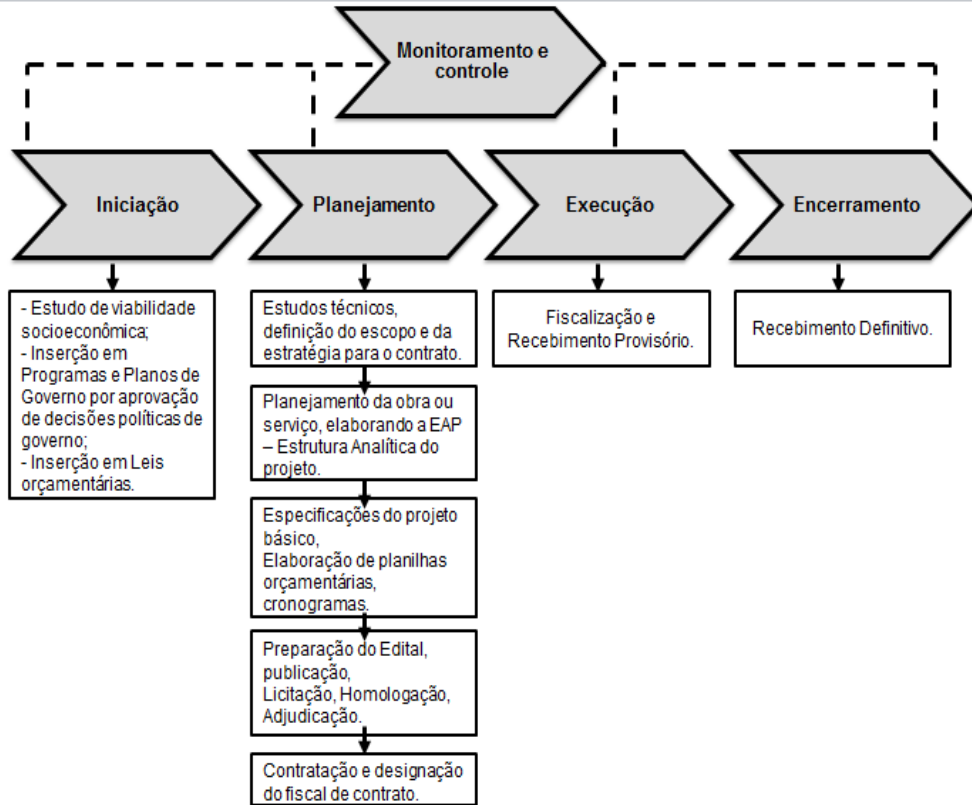 Monitoramento e
controle
Iniciação
Planejamento
Execução
Encerramento
- Estudo de viabilidade
socioeconômica;
- Inserção em
Programas e Planos de
Governo por aprovação
de decisões políticas de
governo;
- Inserção em Leis
orçamentárias.
Estudos técnicos,
definição do escopo e da
estratégia para o contrato.
Planejamento da obra ou
serviço, elaborando a EAP
– Estrutura Analítica do
projeto.
Especificações do projeto
básico,
Elaboração de planilhas
orçamentárias,
cronogramas.
Preparação do Edital,
publicação,
Licitação, Homologação,
Adjudicação.
Contratação e designação
do fiscal de contrato.
Fiscalização e
Recebimento Provisório.
Recebimento Definitivo.